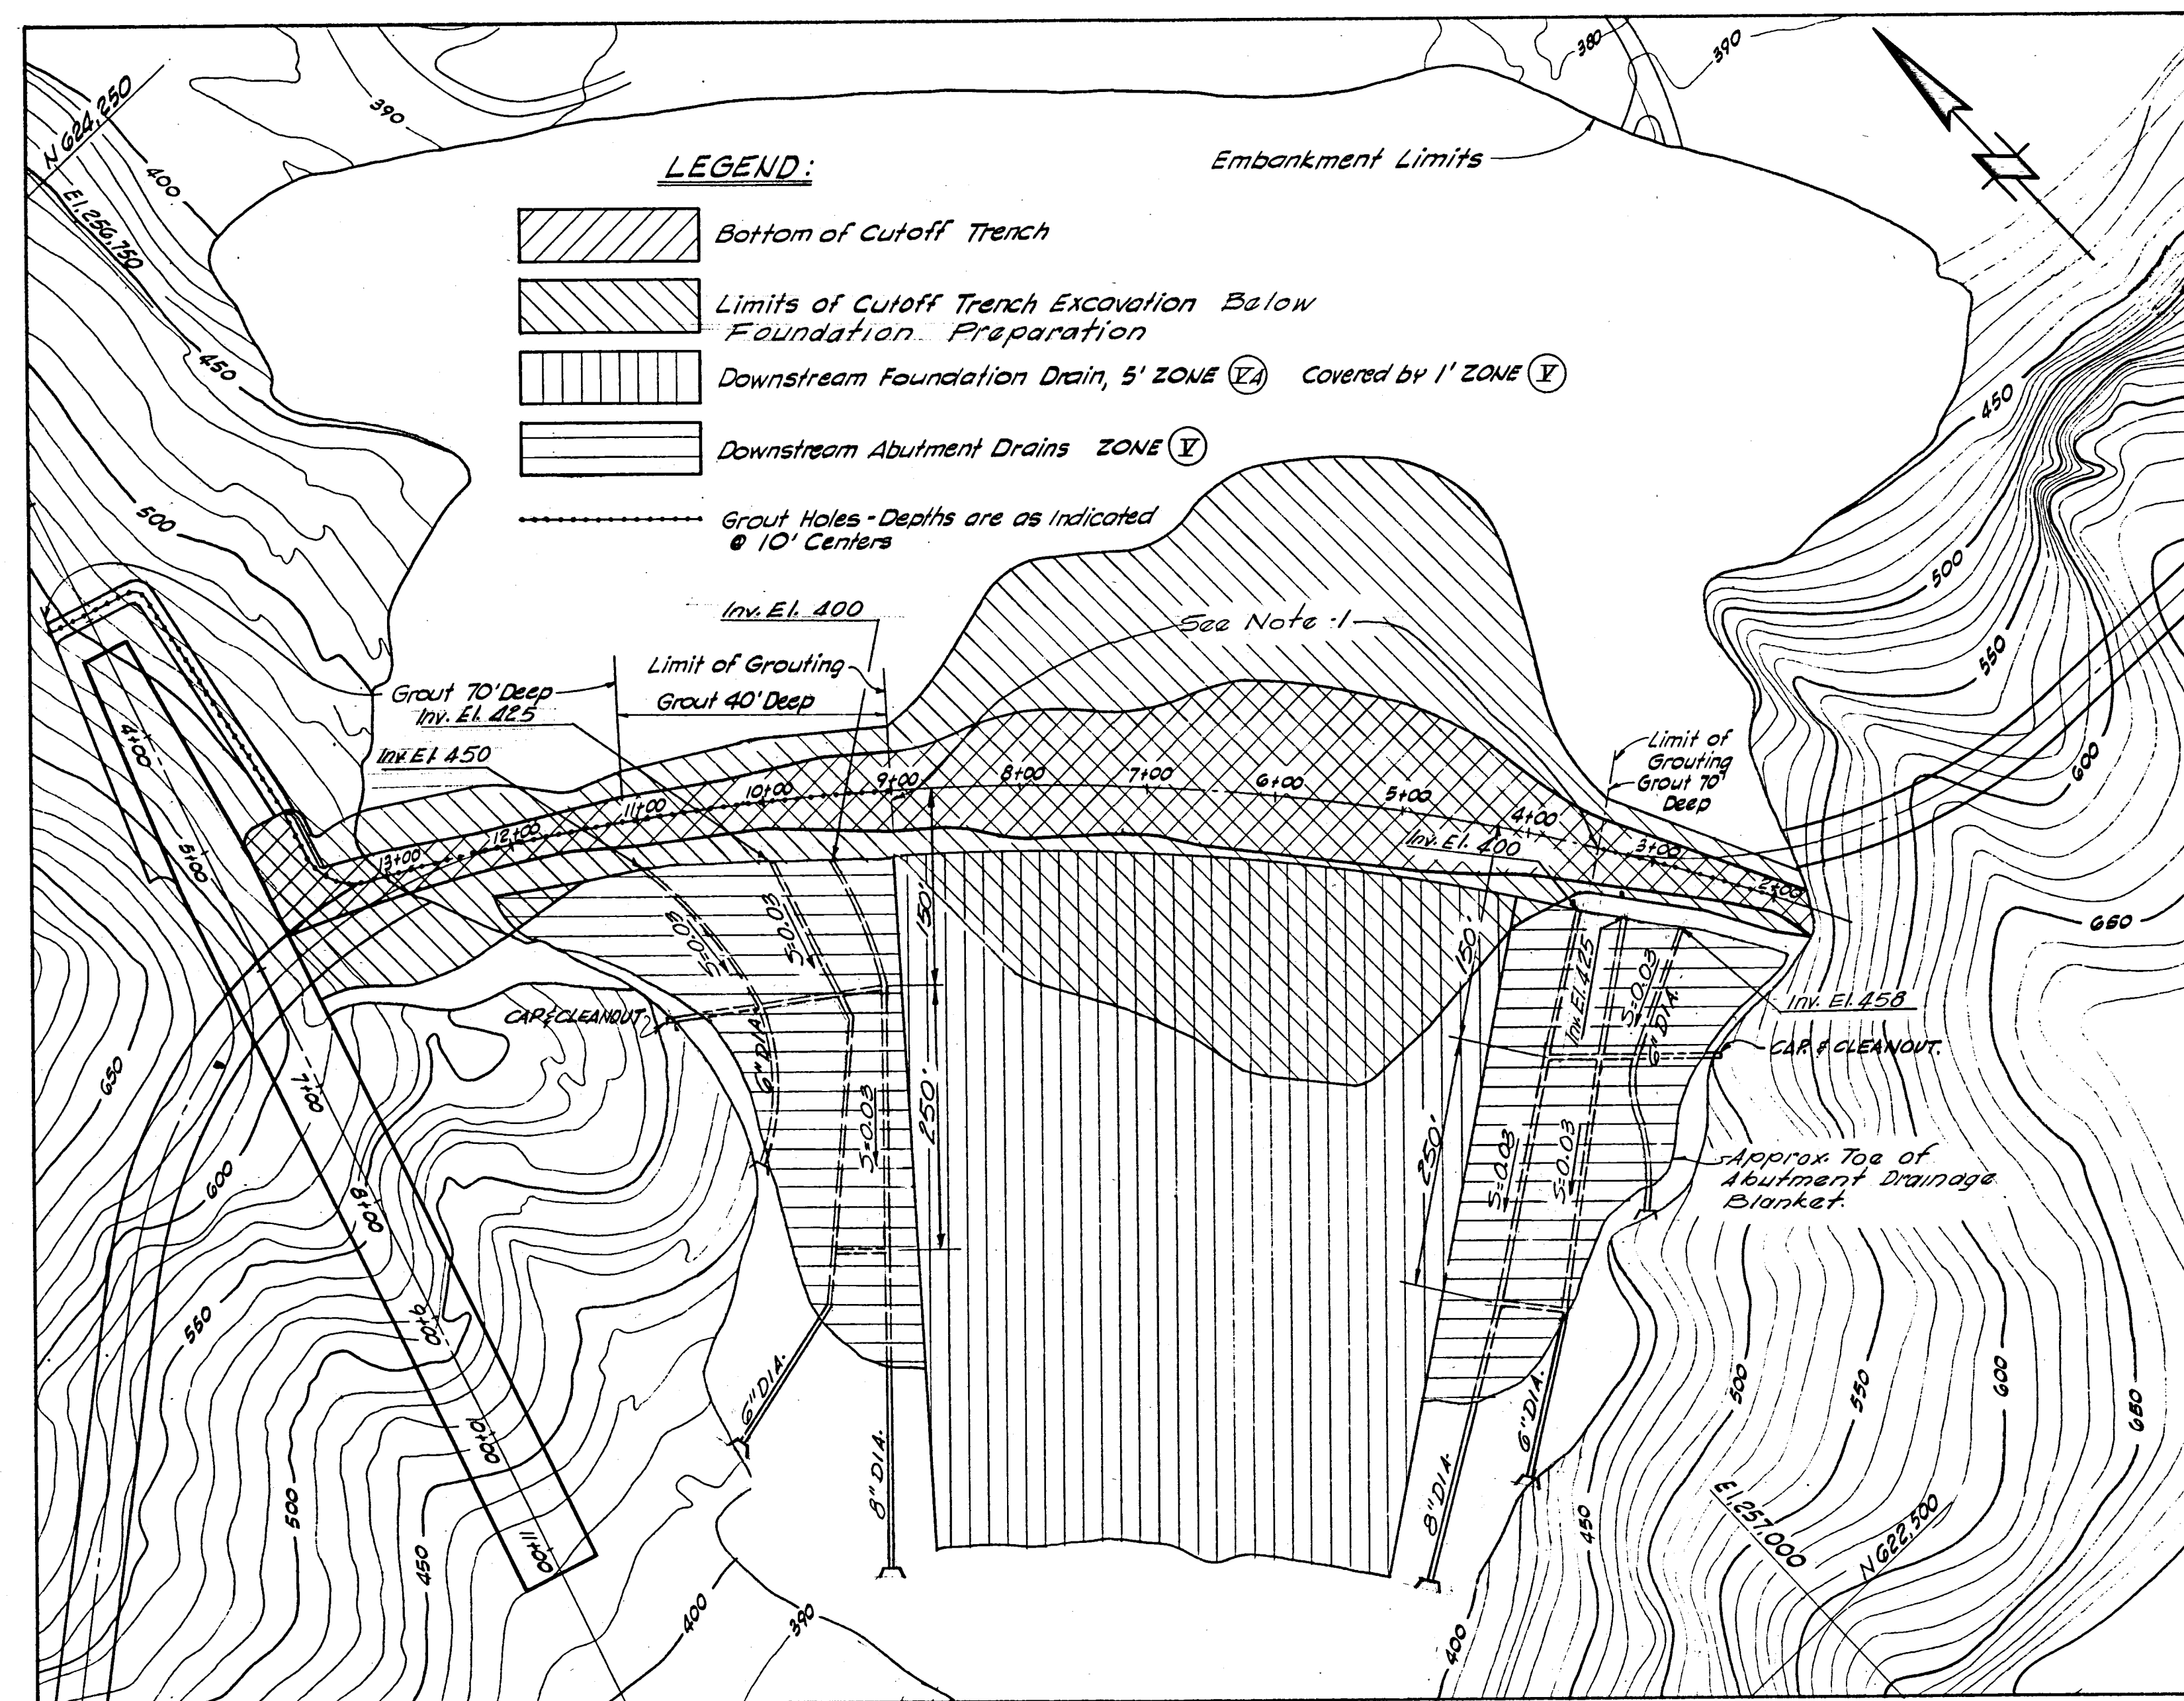 380
390
N 624,250
390
400
E1,256,750
LEGEND:
Embankment Limits
Bottom of Cutoff Trench
Limits of Cutoff Trench Excavation Below
Foundation Preparation
450
Downstream Foundation Drain, 5' ZONE VA Covered by 1' ZONE V
450
Downstream Abutment Drains ZONE V
500
Grout Holes - Depths are as Indicated
@ 10' Centers
500
Inv. El. 400
See Note 1
550
Limit of Grouting
Grout 70' Deep
Grout 40' Deep
Inv. El. 425
Inv. El. 450
Limit of
Grouting
Grout 70'
Deep
600
4+00
5+00
13+00
12+00
11+00
10+00
9+00
8+00
7+00
6+00
5+00
4+00
3+00
2+00
Inv. El. 400
650
S=0.03
S=0.03
150'
150'
Inv. El. 425
S=0.03
6" DIA.
Inv. El. 458
CAP & CLEANOUT
6" DIA.
CAP & CLEANOUT.
650
7+00
S=0.03
250'
250'
S=0.03
S=0.03
Approx. Toe of
Abutment Drainage
Blanket.
600
8+00
550
9+00
6" DIA.
8" DIA.
8" DIA.
6" DIA.
500
550
600
650
10+00
500
450
11+00
450
E1,257,000
N 622,500
400
390
400